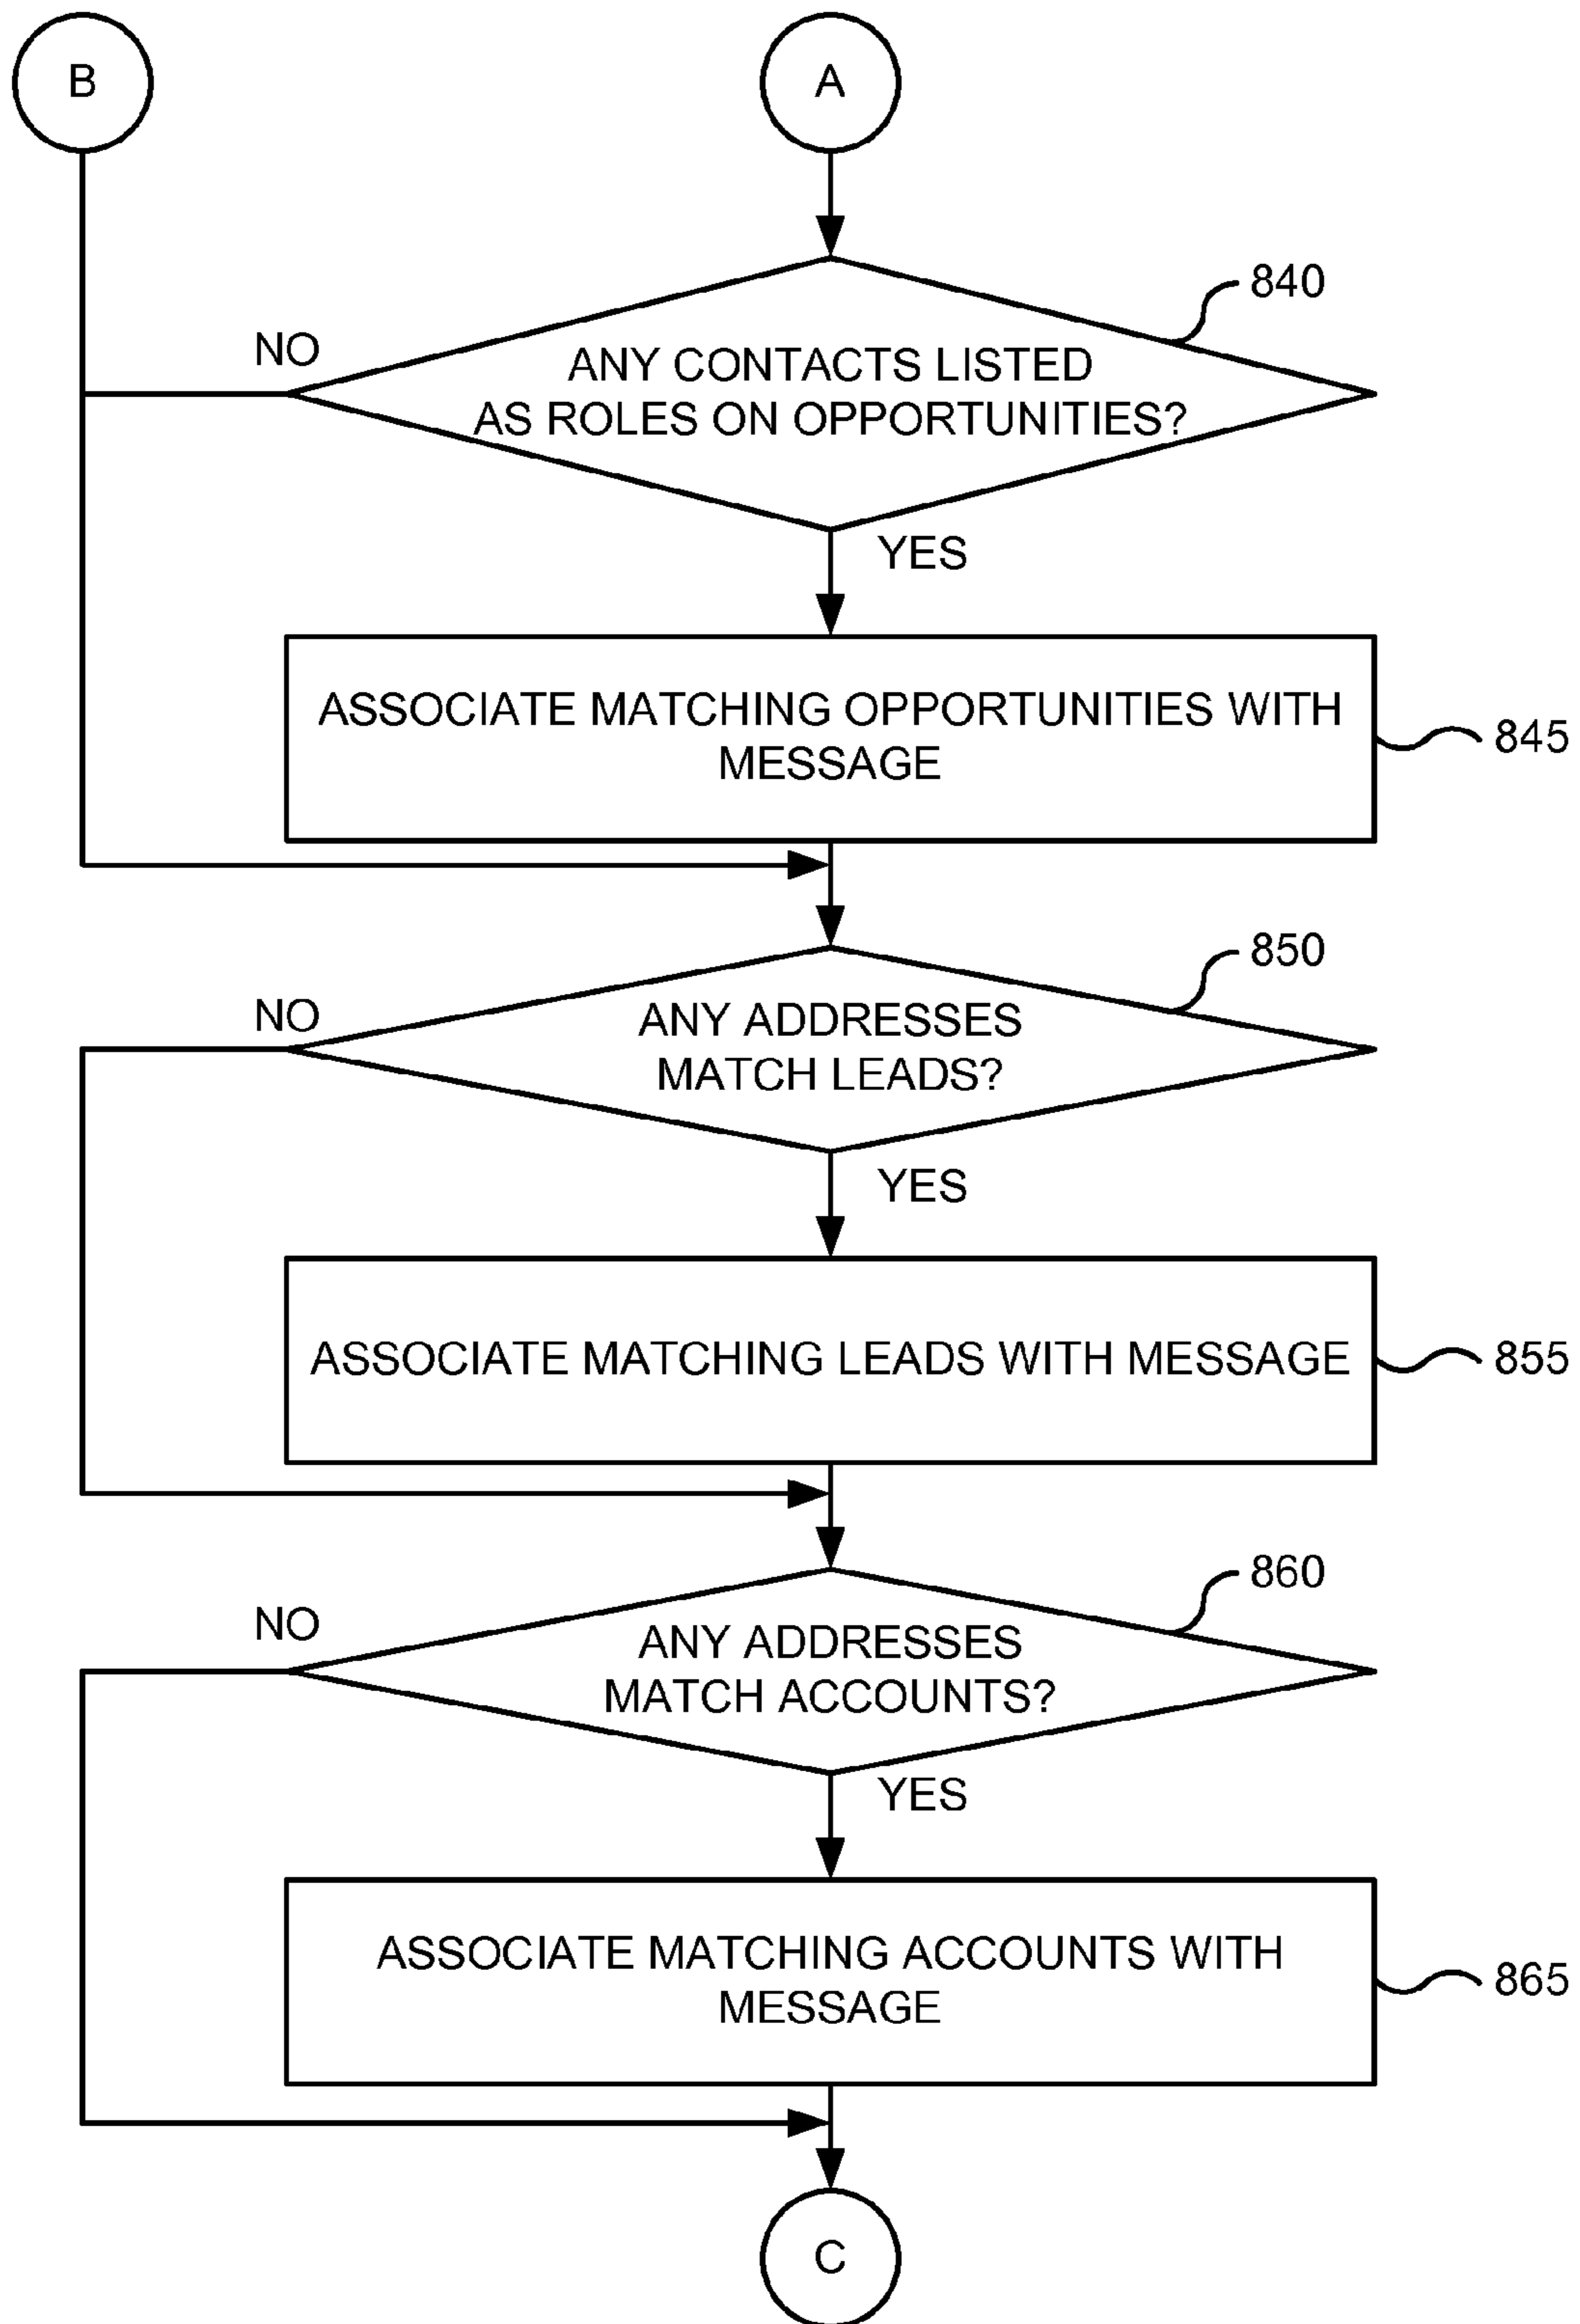 B
A
840
NO
ANY CONTACTS LISTED
AS ROLES ON OPPORTUNITIES?
YES
ASSOCIATE MATCHING OPPORTUNITIES WITH
MESSAGE
845
850
NO
ANY ADDRESSES
MATCH LEADS?
YES
ASSOCIATE MATCHING LEADS WITH MESSAGE
855
860
NO
ANY ADDRESSES
MATCH ACCOUNTS?
YES
ASSOCIATE MATCHING ACCOUNTS WITH
MESSAGE
865
C